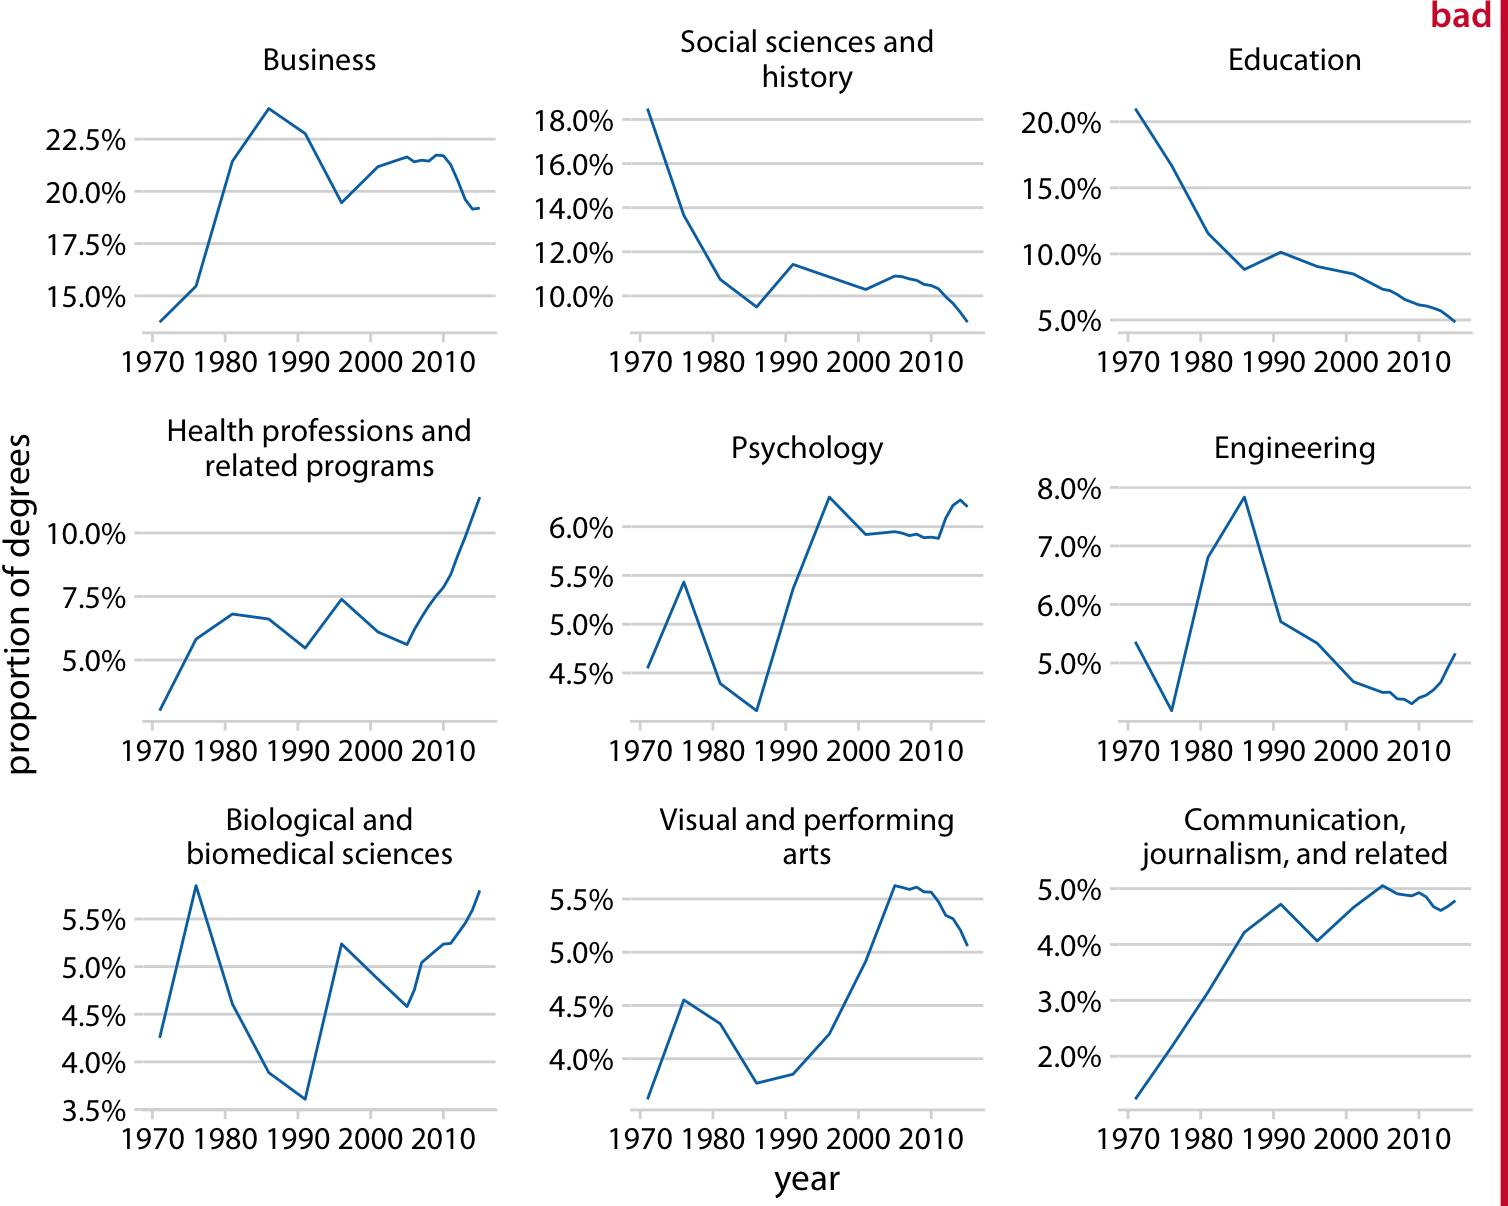 bad
Business
22.5%
20.0%
17.5%
15.0%
1970 1980 1990 2000 2010
Social sciences and
history
18.0%
16.0%
14.0%
12.0%
10.0%
1970 1980 1990 2000 2010
Education
20.0%
15.0%
10.0%
5.0%
1970 1980 1990 2000 2010
proportion of degrees
Health professions and
related programs
10.0%
7.5%
5.0%
1970 1980 1990 2000 2010
Psychology
6.0%
5.5%
5.0%
4.5%
1970 1980 1990 2000 2010
Engineering
8.0%
7.0%
6.0%
5.0%
1970 1980 1990 2000 2010
Biological and
biomedical sciences
5.5%
5.0%
4.5%
4.0%
3.5%
1970 1980 1990 2000 2010
Visual and performing
arts
5.5%
5.0%
4.5%
4.0%
1970 1980 1990 2000 2010
Communication,
journalism, and related
5.0%
4.0%
3.0%
2.0%
1970 1980 1990 2000 2010
year